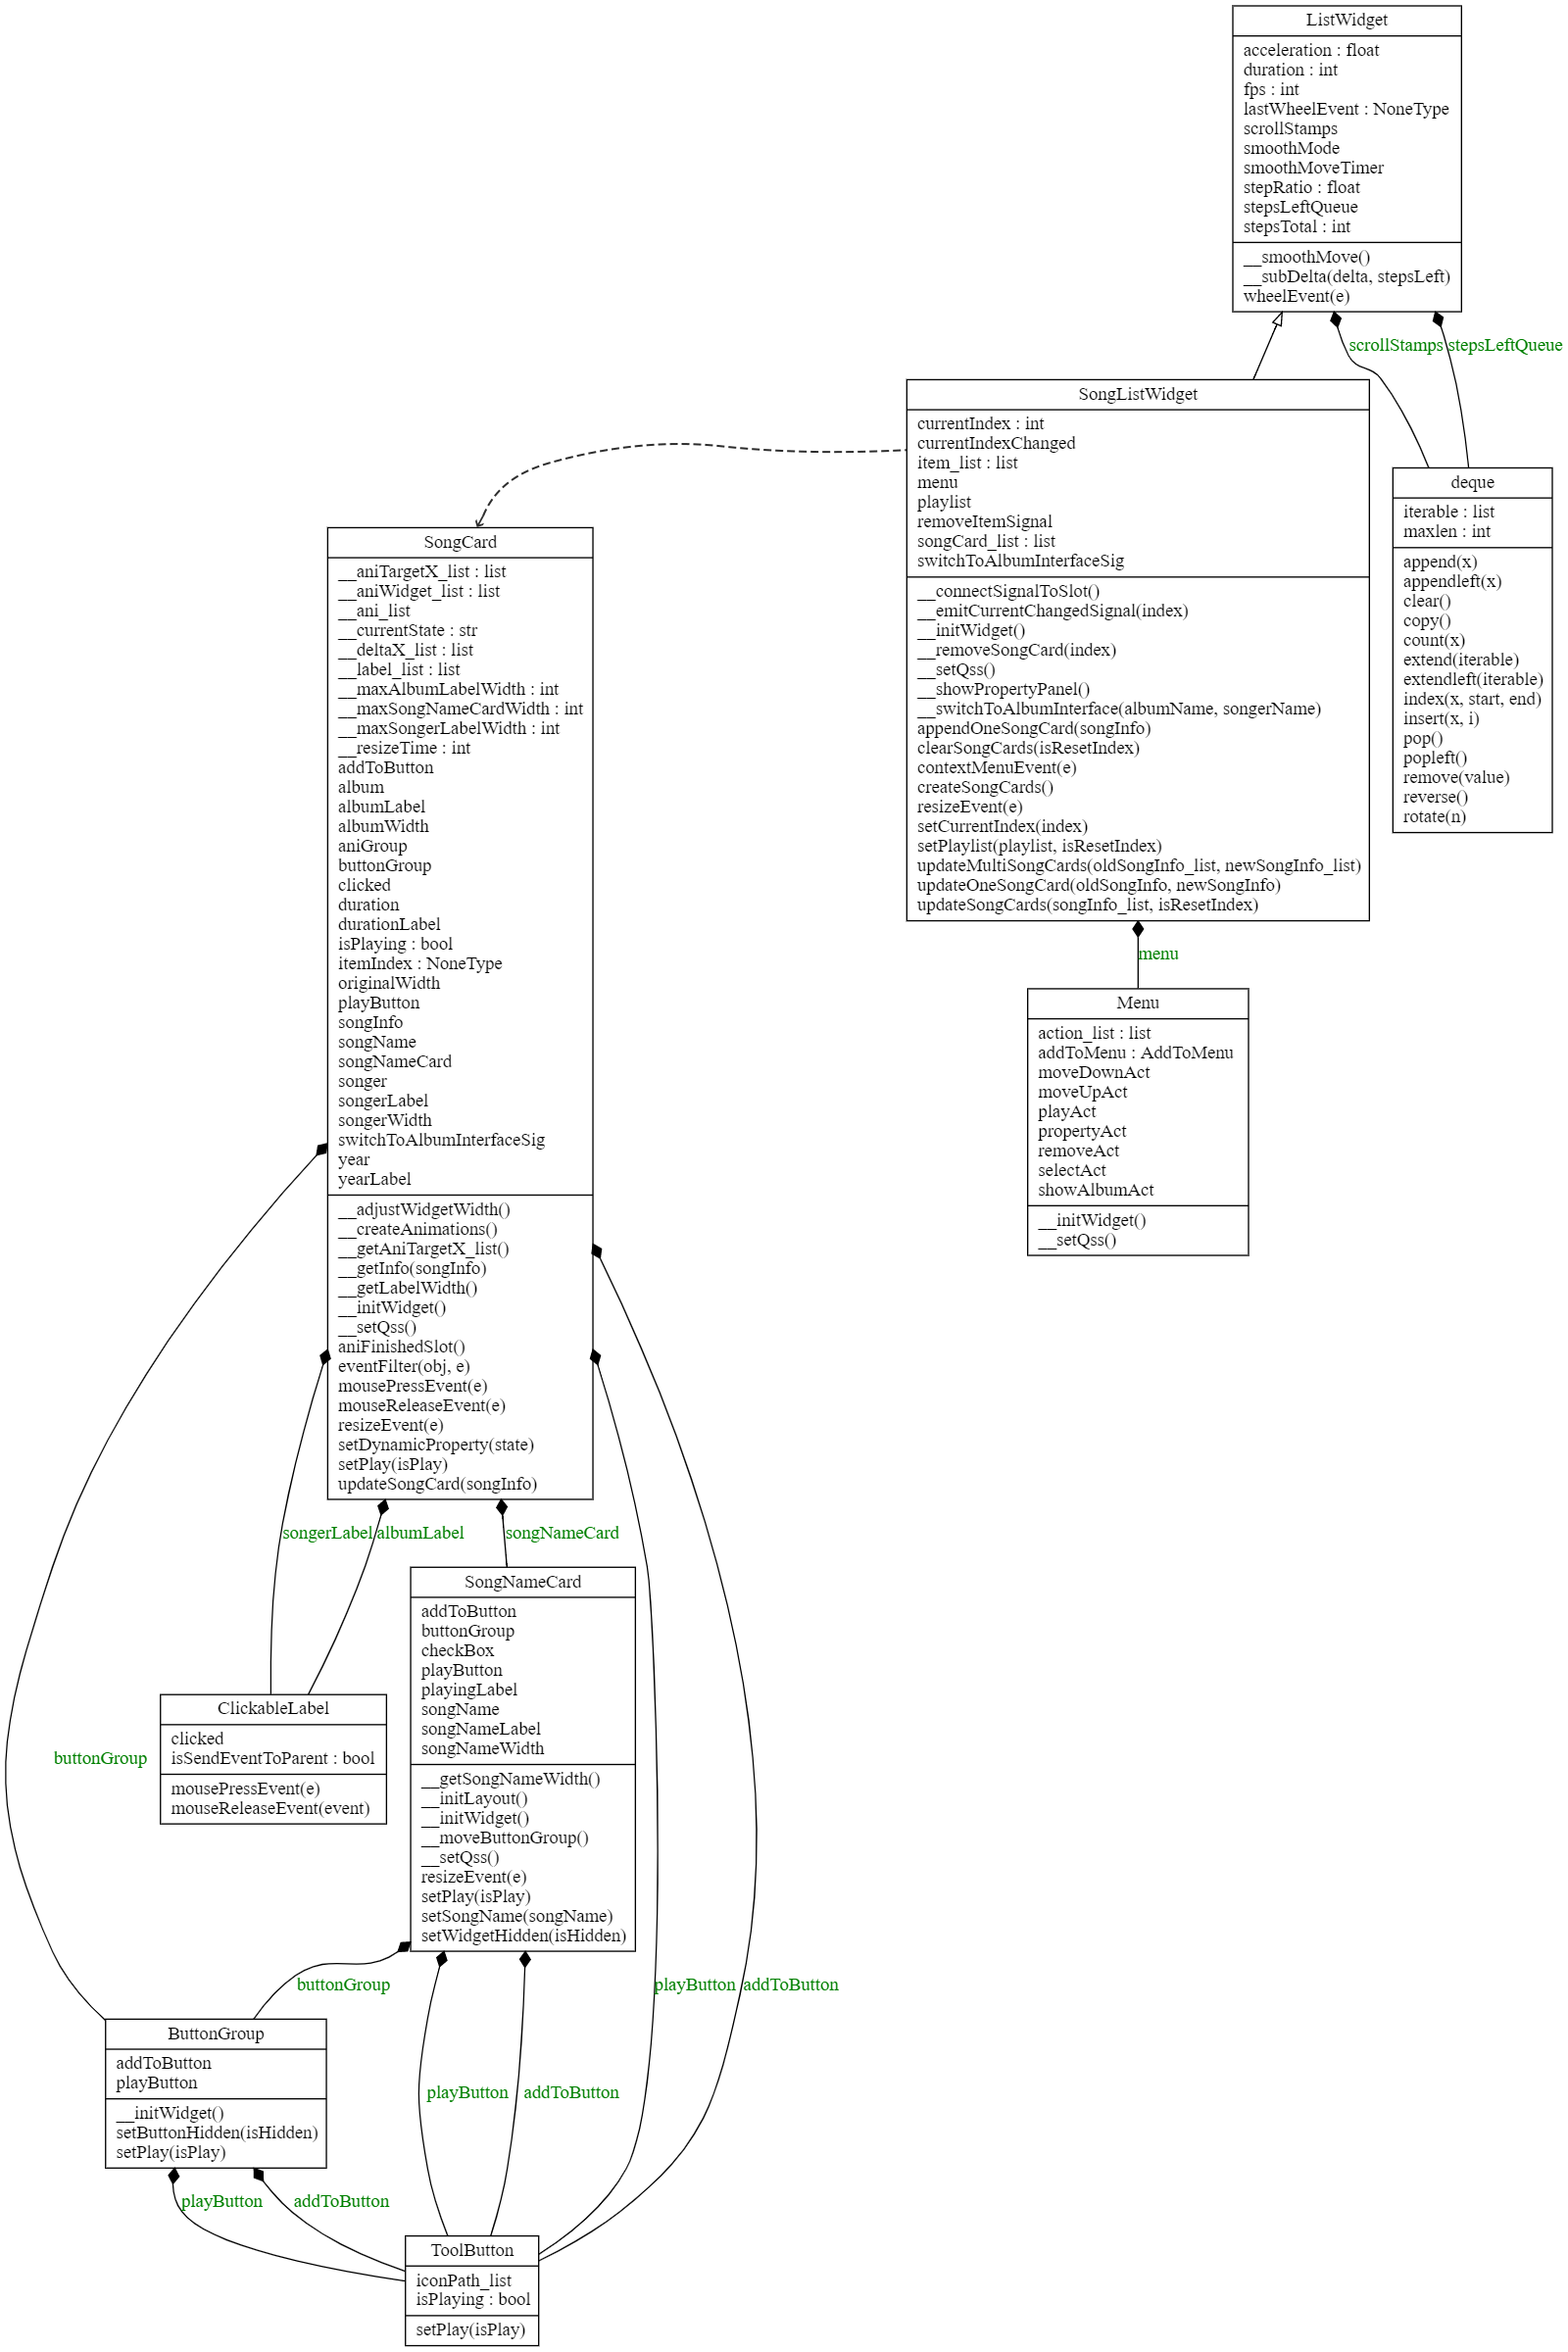 ListWidget
acceleration : float
duration : int
fps : int
lastWheelEvent : NoneType
scrollStamps
smoothMode
smoothMoveTimer
stepRatio : float
stepsLeftQueue
stepsTotal : int
__smoothMove()
__subDelta(delta, stepsLeft)
wheelEvent(e)
scrollStamps
stepsLeftQueue
SongListWidget
currentIndex : int
currentIndexChanged
item_list : list
menu
playlist
removeItemSignal
songCard_list : list
switchToAlbumInterfaceSig
__connectSignalToSlot()
__emitCurrentChangedSignal(index)
__initWidget()
__removeSongCard(index)
__setQss()
__showPropertyPanel()
__switchToAlbumInterface(albumName, songerName)
appendOneSongCard(songInfo)
clearSongCards(isResetIndex)
contextMenuEvent(e)
createSongCards()
resizeEvent(e)
setCurrentIndex(index)
setPlaylist(playlist, isResetIndex)
updateMultiSongCards(oldSongInfo_list, newSongInfo_list)
updateOneSongCard(oldSongInfo, newSongInfo)
updateSongCards(songInfo_list, isResetIndex)
deque
iterable : list
maxlen : int
append(x)
appendleft(x)
clear()
copy()
count(x)
extend(iterable)
extendleft(iterable)
index(x, start, end)
insert(x, i)
pop()
popleft()
remove(value)
reverse()
rotate(n)
menu
Menu
action_list : list
addToMenu : AddToMenu
moveDownAct
moveUpAct
playAct
propertyAct
removeAct
selectAct
showAlbumAct
__initWidget()
__setQss()
SongCard
__aniTargetX_list : list
__aniWidget_list : list
__ani_list
__currentState : str
__deltaX_list : list
__label_list : list
__maxAlbumLabelWidth : int
__maxSongNameCardWidth : int
__maxSongerLabelWidth : int
__resizeTime : int
addToButton
album
albumLabel
albumWidth
aniGroup
buttonGroup
clicked
duration
durationLabel
isPlaying : bool
itemIndex : NoneType
originalWidth
playButton
songInfo
songName
songNameCard
songer
songerLabel
songerWidth
switchToAlbumInterfaceSig
year
yearLabel
__adjustWidgetWidth()
__createAnimations()
__getAniTargetX_list()
__getInfo(songInfo)
__getLabelWidth()
__initWidget()
__setQss()
aniFinishedSlot()
eventFilter(obj, e)
mousePressEvent(e)
mouseReleaseEvent(e)
resizeEvent(e)
setDynamicProperty(state)
setPlay(isPlay)
updateSongCard(songInfo)
songerLabel
albumLabel
songNameCard
SongNameCard
addToButton
buttonGroup
checkBox
playButton
playingLabel
songName
songNameLabel
songNameWidth
__getSongNameWidth()
__initLayout()
__initWidget()
__moveButtonGroup()
__setQss()
resizeEvent(e)
setPlay(isPlay)
setSongName(songName)
setWidgetHidden(isHidden)
ClickableLabel
clicked
isSendEventToParent : bool
mousePressEvent(e)
mouseReleaseEvent(event)
buttonGroup
buttonGroup
playButton
addToButton
ButtonGroup
addToButton
playButton
__initWidget()
setButtonHidden(isHidden)
setPlay(isPlay)
playButton
addToButton
playButton
addToButton
ToolButton
iconPath_list
isPlaying : bool
setPlay(isPlay)